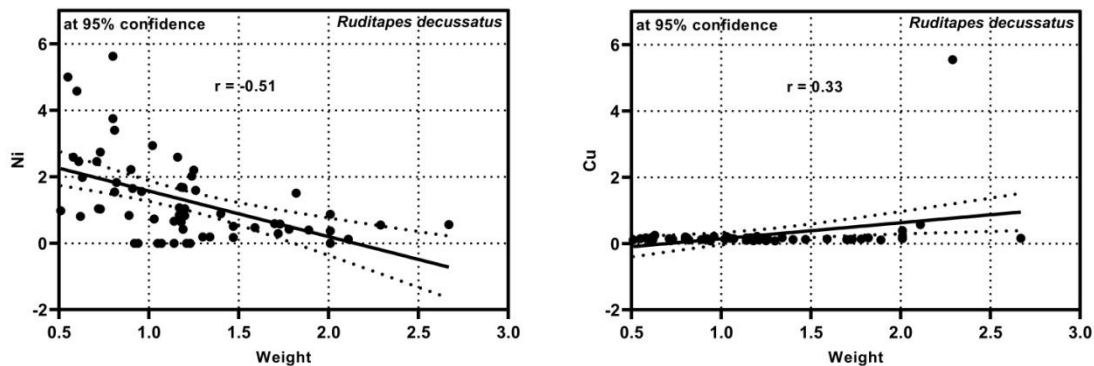 at 95% confidence Ruditapes decussatus
6
r = -0.51
4
Ni
2
0
-2
0.5 1.0 1.5 2.0 2.5 3.0
Weight
at 95% confidence Ruditapes decussatus
6
r = 0.33
4
Cu
2
0
-2
0.5 1.0 1.5 2.0 2.5 3.0
Weight